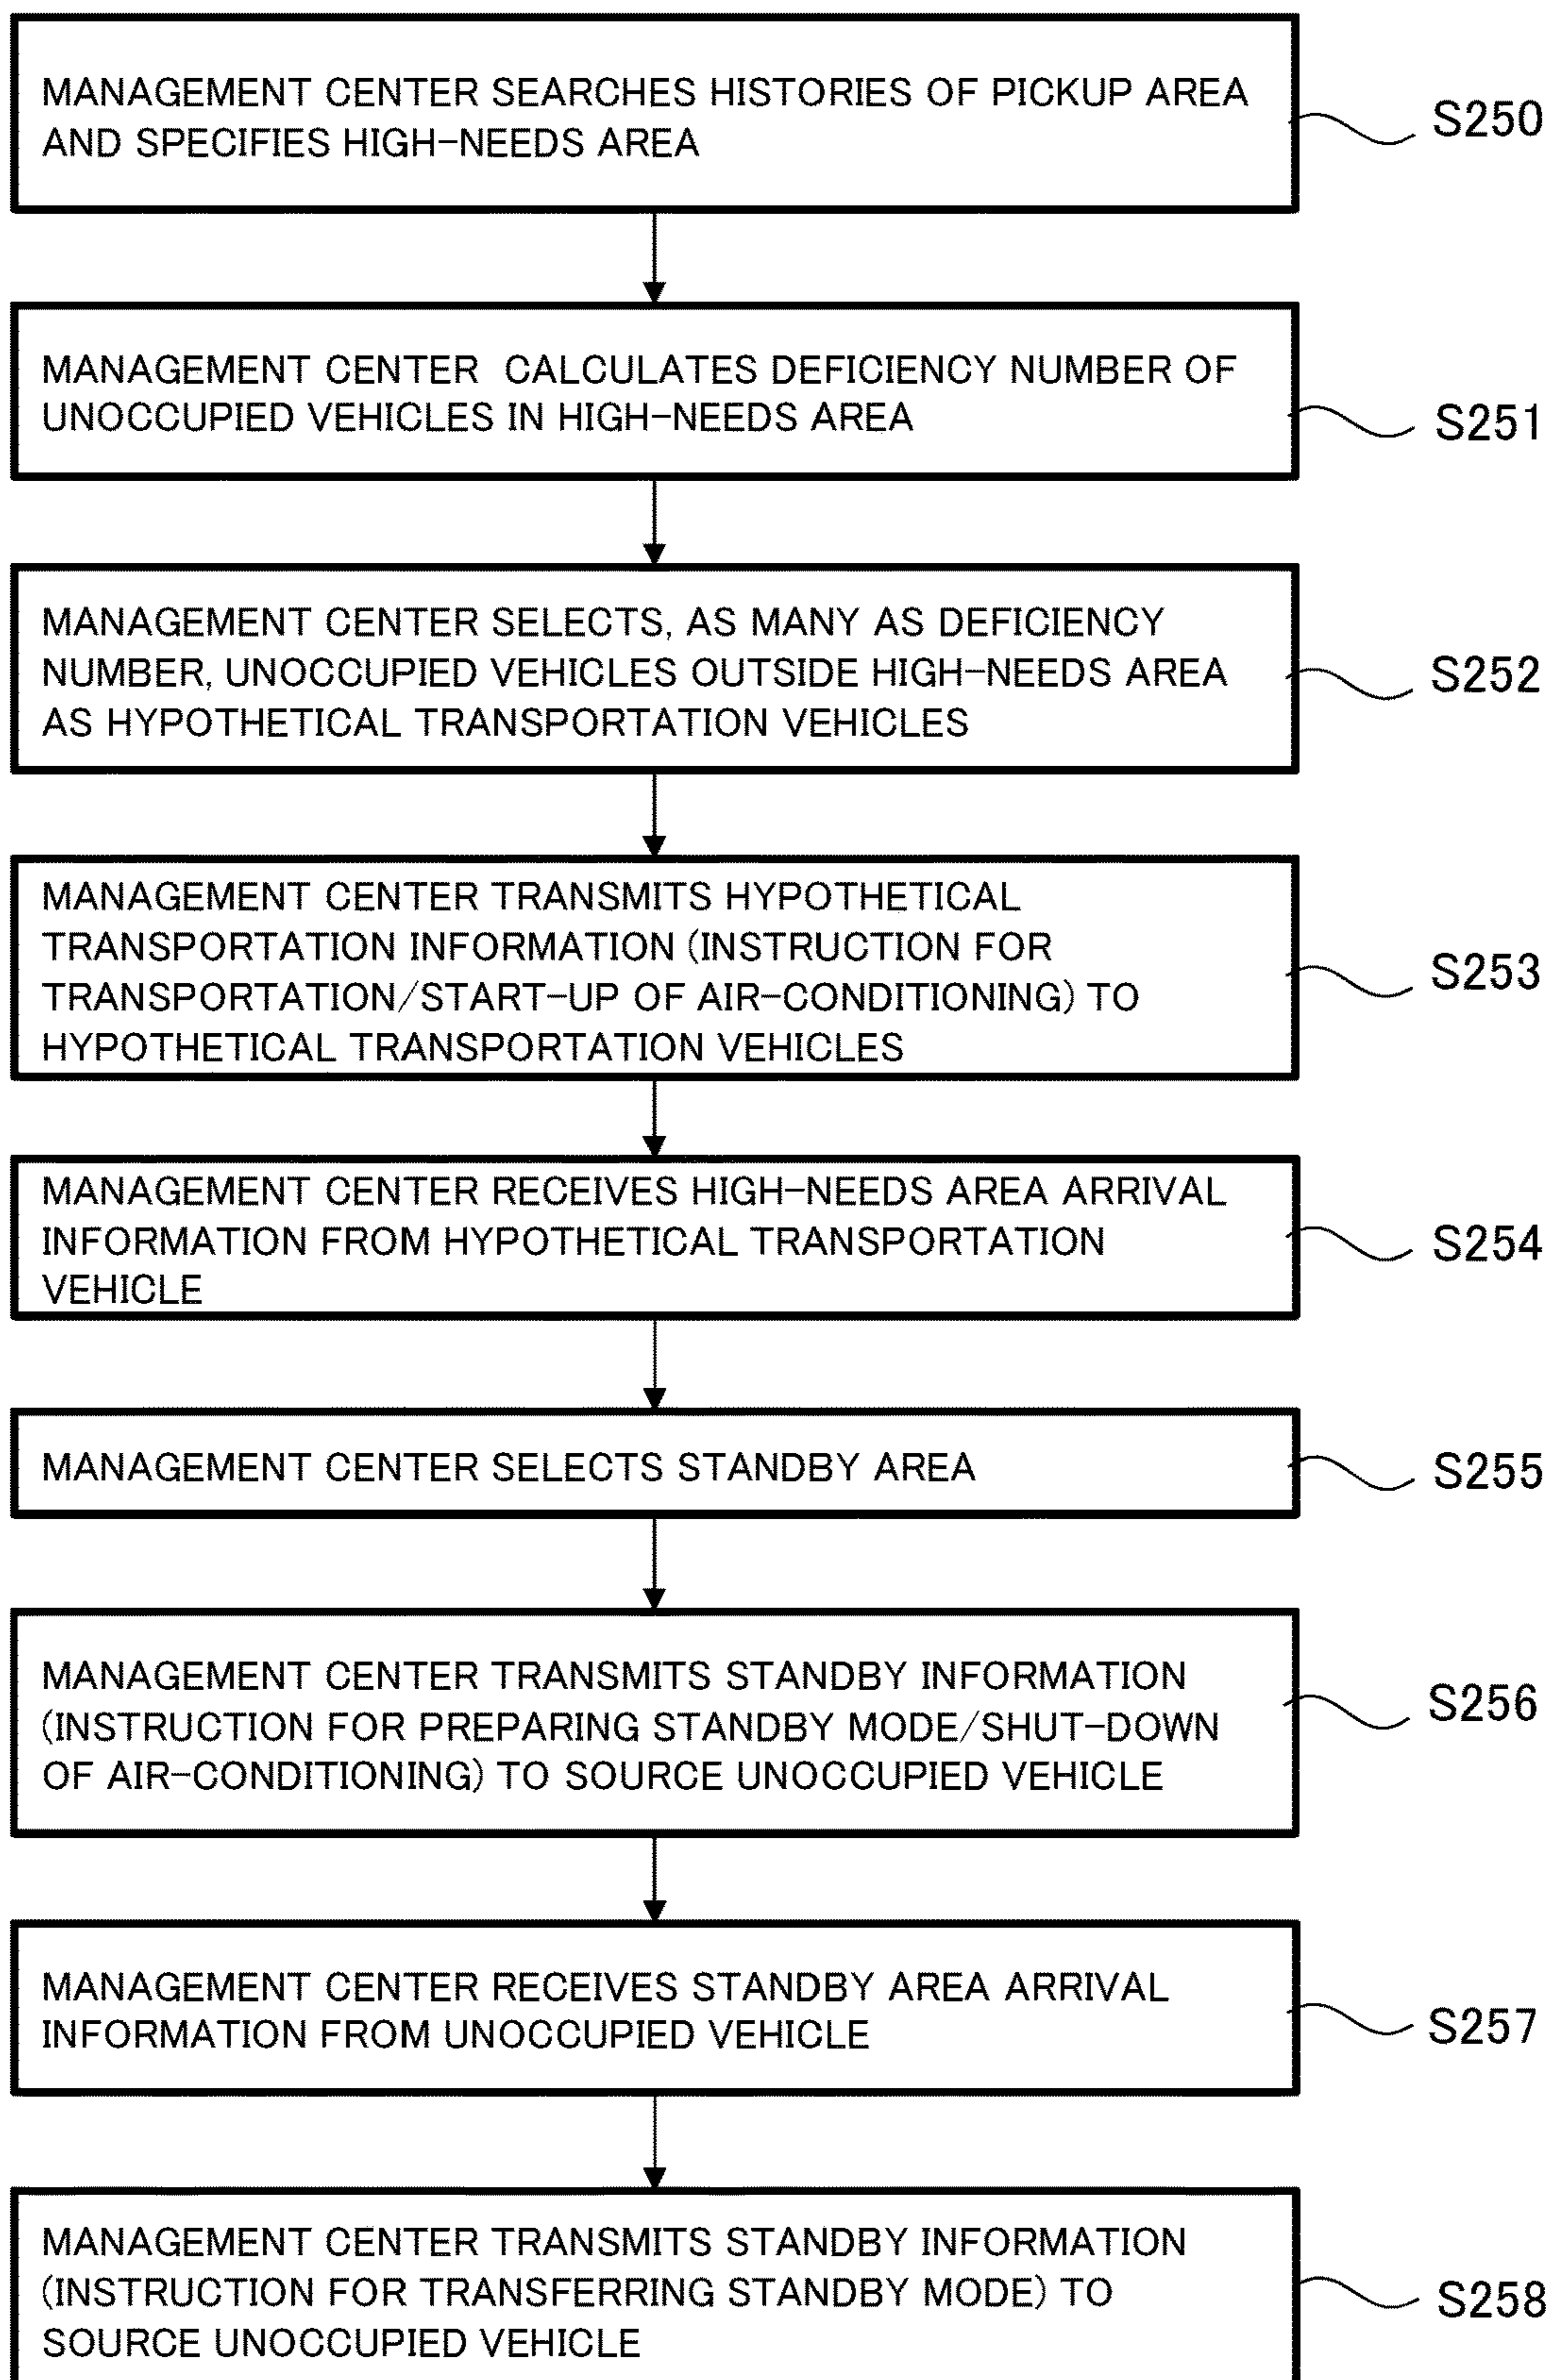 MANAGEMENT CENTER SEARCHES HISTORIES OF PICKUP AREA
AND SPECIFIES HIGH-NEEDS AREA
S250
MANAGEMENT CENTER CALCULATES DEFICIENCY NUMBER OF
UNOCCUPIED VEHICLES IN HIGH-NEEDS AREA
S251
MANAGEMENT CENTER SELECTS, AS MANY AS DEFICIENCY
NUMBER, UNOCCUPIED VEHICLES OUTSIDE HIGH-NEEDS AREA
AS HYPOTHETICAL TRANSPORTATION VEHICLES
S252
MANAGEMENT CENTER TRANSMITS HYPOTHETICAL
TRANSPORTATION INFORMATION (INSTRUCTION FOR
TRANSPORTATION/START-UP OF AIR-CONDITIONING) TO
HYPOTHETICAL TRANSPORTATION VEHICLES
S253
MANAGEMENT CENTER RECEIVES HIGH-NEEDS AREA ARRIVAL
INFORMATION FROM HYPOTHETICAL TRANSPORTATION
VEHICLE
S254
MANAGEMENT CENTER SELECTS STANDBY AREA
S255
MANAGEMENT CENTER TRANSMITS STANDBY INFORMATION
(INSTRUCTION FOR PREPARING STANDBY MODE/SHUT-DOWN
OF AIR-CONDITIONING) TO SOURCE UNOCCUPIED VEHICLE
S256
MANAGEMENT CENTER RECEIVES STANDBY AREA ARRIVAL
INFORMATION FROM UNOCCUPIED VEHICLE
S257
MANAGEMENT CENTER TRANSMITS STANDBY INFORMATION
(INSTRUCTION FOR TRANSFERRING STANDBY MODE) TO
SOURCE UNOCCUPIED VEHICLE
S258